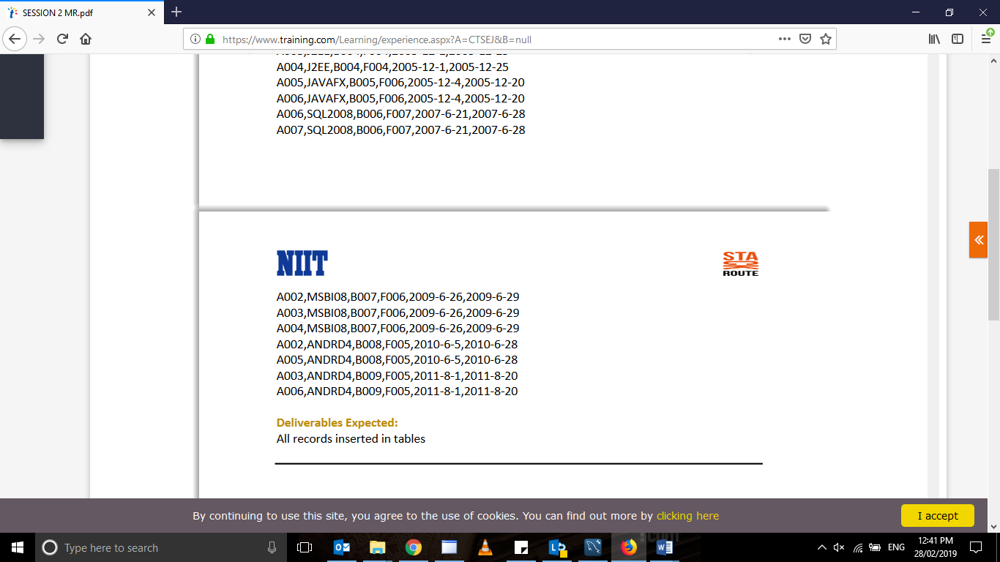 SESSION 2 MR.pdf
https://www.training.com/Learning/experience.aspx?A=CTSEJ&B=null
A004,J2EE,B004,F004,2005-12-1,2005-12-25
A005,JAVAFX,B005,F006,2005-12-4,2005-12-20
A006,JAVAFX,B005,F006,2005-12-4,2005-12-20
A006,SQL2008,B006,F007,2007-6-21,2007-6-28
A007,SQL2008,B006,F007,2007-6-21,2007-6-28
NIIT
STA
ROUTE
A002,MSBI08,B007,F006,2009-6-26,2009-6-29
A003,MSBI08,B007,F006,2009-6-26,2009-6-29
A004,MSBI08,B007,F006,2009-6-26,2009-6-29
A002,ANDRD4,B008,F005,2010-6-5,2010-6-28
A005,ANDRD4,B008,F005,2010-6-5,2010-6-28
A003,ANDRD4,B009,F005,2011-8-1,2011-8-20
A006,ANDRD4,B009,F005,2011-8-1,2011-8-20
Deliverables Expected:
All records inserted in tables
By continuing to use this site, you agree to the use of cookies. You can find out more by clicking here
I accept
Type here to search
ENG
12:41 PM
28/02/2019